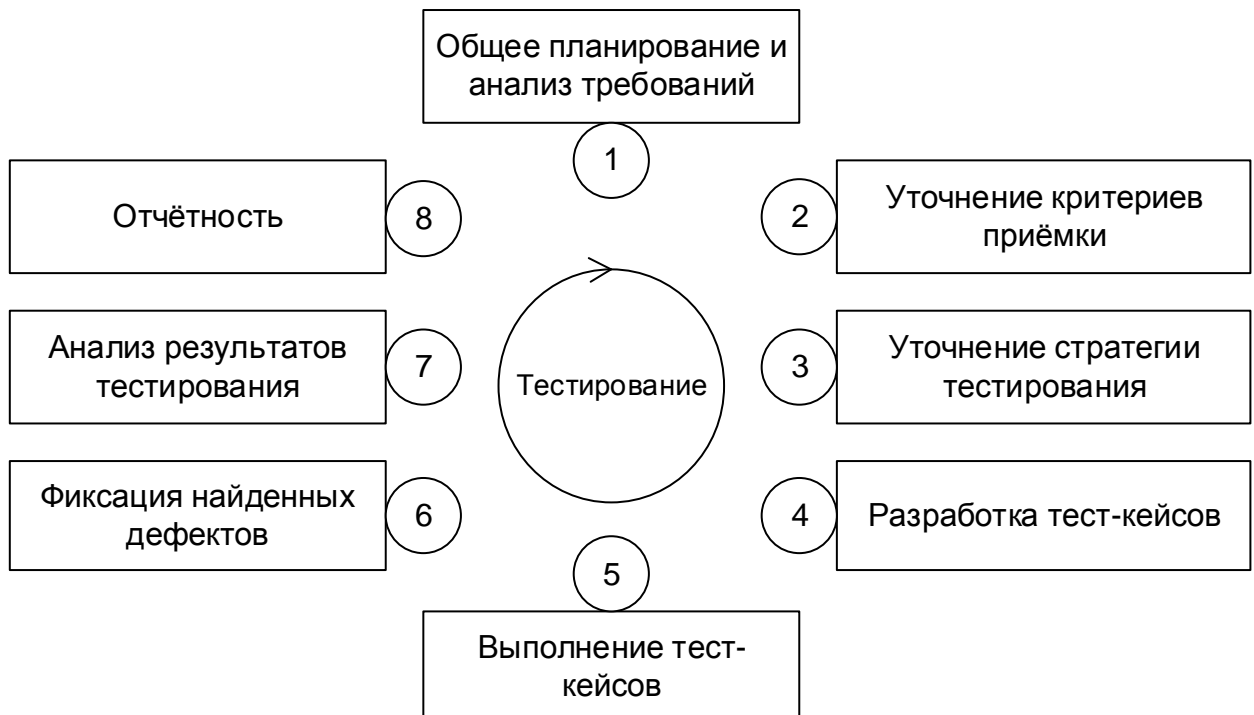 Общее планирование и
анализ требований
1
2
Уточнение критериев
приёмки
3
Уточнение стратегии
тестирования
4
Разработка тест-кейсов
5
Выполнение тест-
кейсов
6
Фиксация найденных
дефектов
7
Анализ результатов
тестирования
8
Отчётность
Тестирование